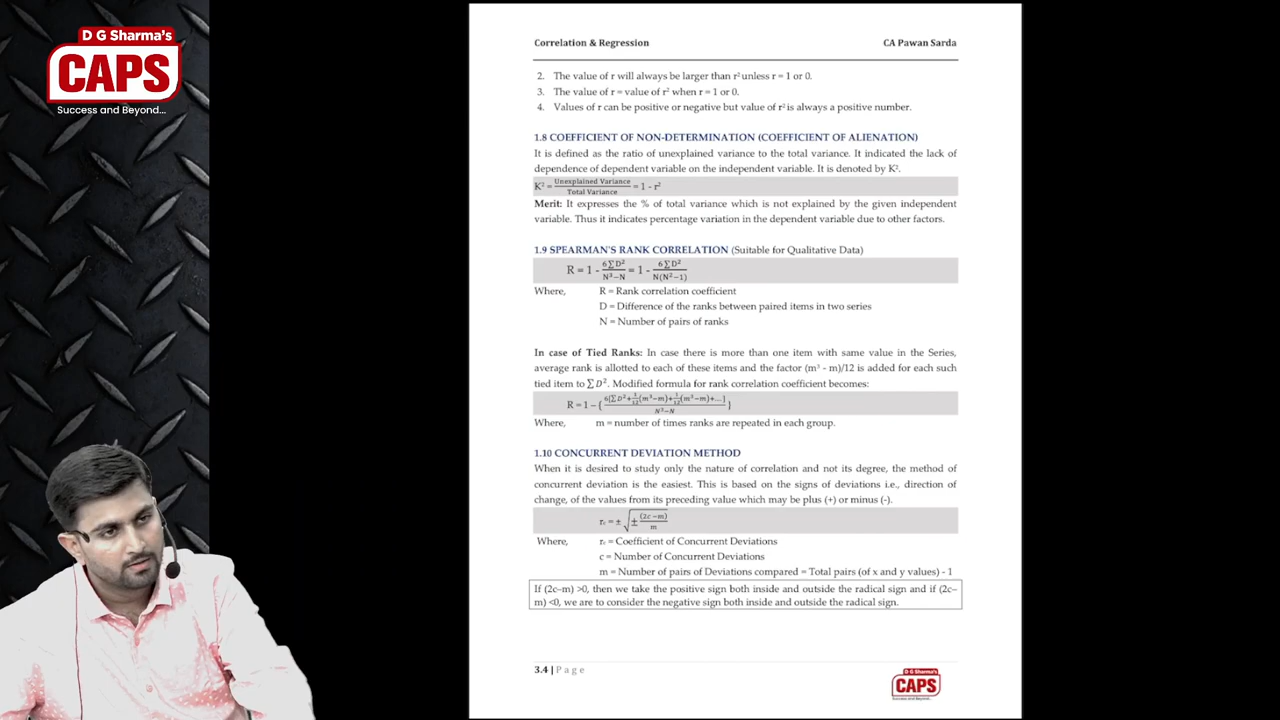 D G Sharma's
CAPS
Success and Beyond...
Correlation & Regression CA Pawan Sarda
2. The value of r will always be larger than r² unless r = 1 or 0.
3. The value of r = value of r² when r = 1 or 0.
4. Values of r can be positive or negative but value of r² is always a positive number.
1.8 COEFFICIENT OF NON-DETERMINATION (COEFFICIENT OF ALIENATION)
It is defined as the ratio of unexplained variance to the total variance. It indicated the lack of
dependence of dependent variable on the independent variable. It is denoted by K².
K² = Unexplained Variance / Total Variance = 1 - r²
Merit: It expresses the % of total variance which is not explained by the given independent
variable. Thus it indicates percentage variation in the dependent variable due to other factors.
1.9 SPEARMAN'S RANK CORRELATION (Suitable for Qualitative Data)
R = 1 - 6∑D² / N³−N = 1 - 6∑D² / N(N²−1)
Where, R = Rank correlation coefficient
D = Difference of the ranks between paired items in two series
N = Number of pairs of ranks
In case of Tied Ranks: In case there is more than one item with same value in the Series,
average rank is allotted to each of these items and the factor (m³ - m)/12 is added for each such
tied item to ∑D². Modified formula for rank correlation coefficient becomes:
R = 1 − { 6[∑D²+1/12(m³−m)+1/12(m³−m)+...] / N³−N }
Where, m = number of times ranks are repeated in each group.
1.10 CONCURRENT DEVIATION METHOD
When it is desired to study only the nature of correlation and not its degree, the method of
concurrent deviation is the easiest. This is based on the signs of deviations i.e., direction of
change, of the values from its preceding value which may be plus (+) or minus (-).
r꜀ = ± √± (2c−m) / m
Where, r꜀ = Coefficient of Concurrent Deviations
c = Number of Concurrent Deviations
m = Number of pairs of Deviations compared = Total pairs (of x and y values) - 1
If (2c–m) >0, then we take the positive sign both inside and outside the radical sign and if (2c–
m) <0, we are to consider the negative sign both inside and outside the radical sign.
3.4 | Page
D G Sharma's
CAPS